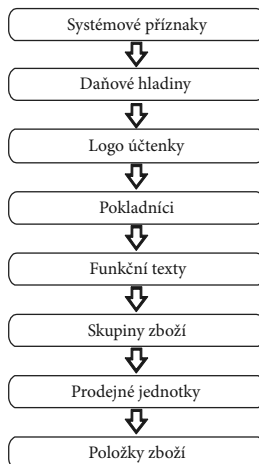 Systémové příznaky
Daňové hladiny
Logo účtenky
Pokladníci
Funkční texty
Skupiny zboží
Prodejné jednotky
Položky zboží